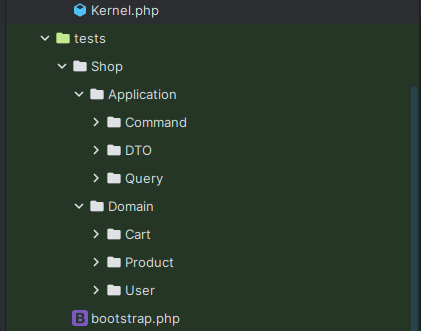 Kernel.php
tests
Shop
Application
Command
DTO
Query
Domain
Cart
Product
User
B bootstrap.php